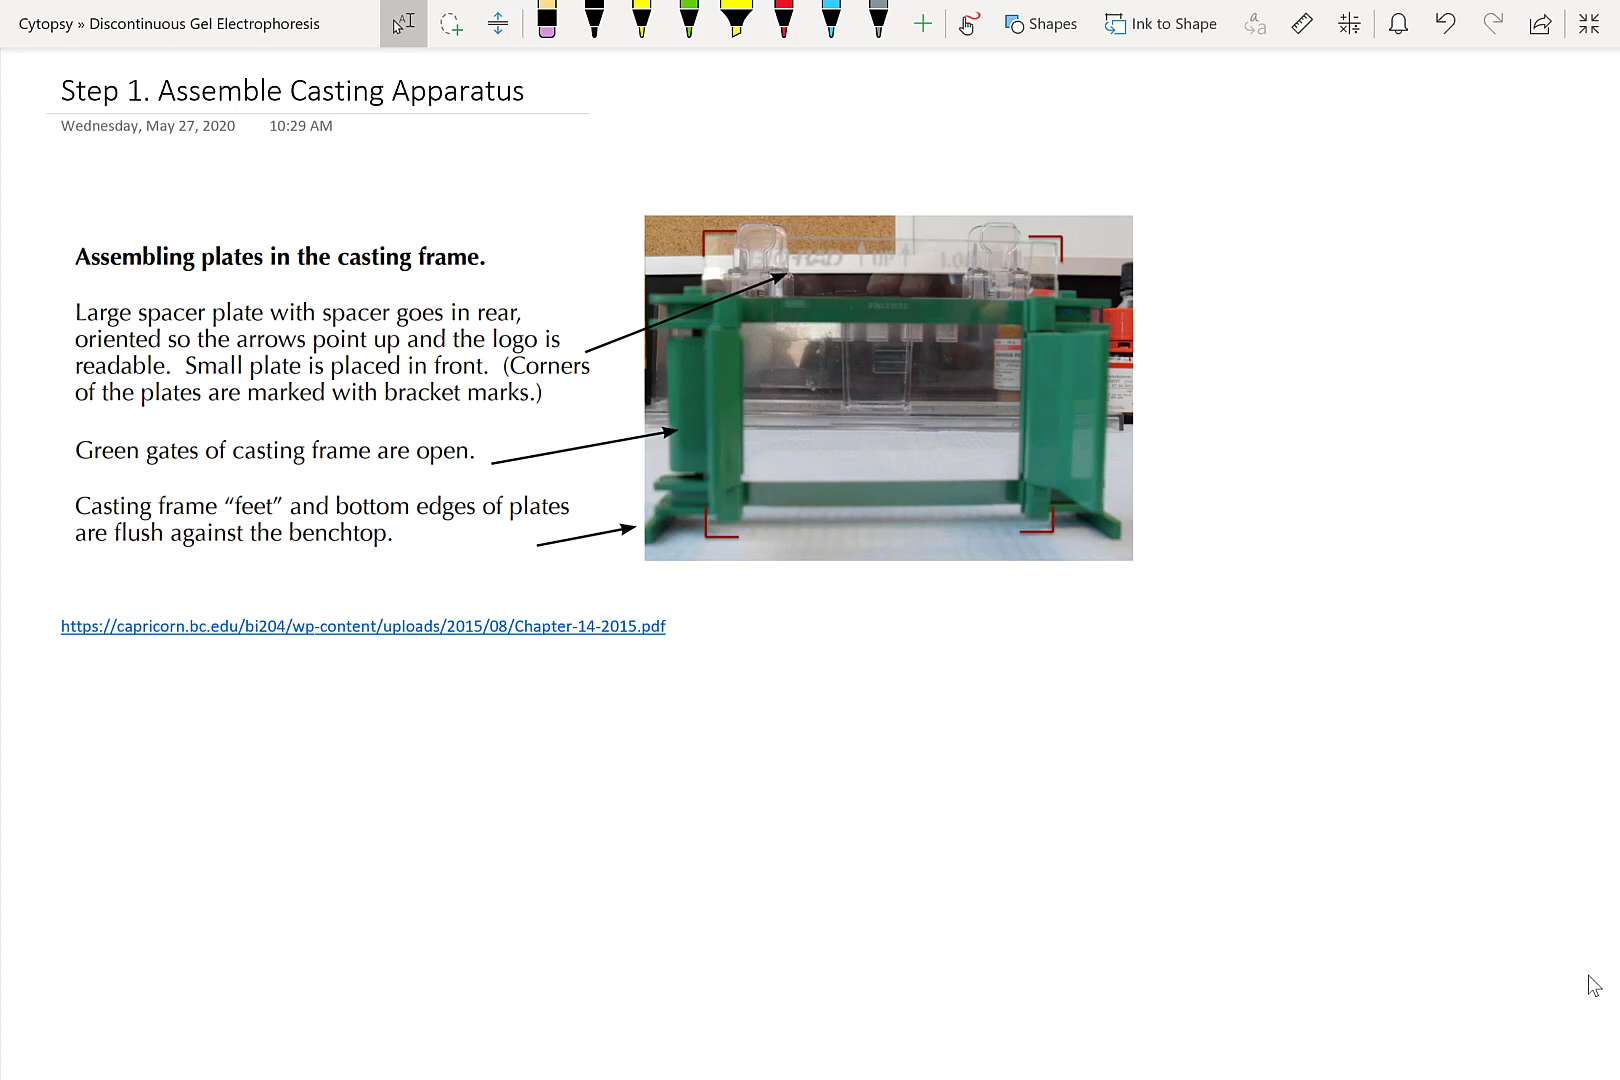 Cytopsy » Discontinuous Gel Electrophoresis
Shapes
Ink to Shape
Step 1. Assemble Casting Apparatus
Wednesday, May 27, 2020 10:29 AM
Assembling plates in the casting frame.
Large spacer plate with spacer goes in rear,
oriented so the arrows point up and the logo is
readable. Small plate is placed in front. (Corners
of the plates are marked with bracket marks.)
Green gates of casting frame are open.
Casting frame “feet” and bottom edges of plates
are flush against the benchtop.
UP
1.0
https://capricorn.bc.edu/bi204/wp-content/uploads/2015/08/Chapter-14-2015.pdf